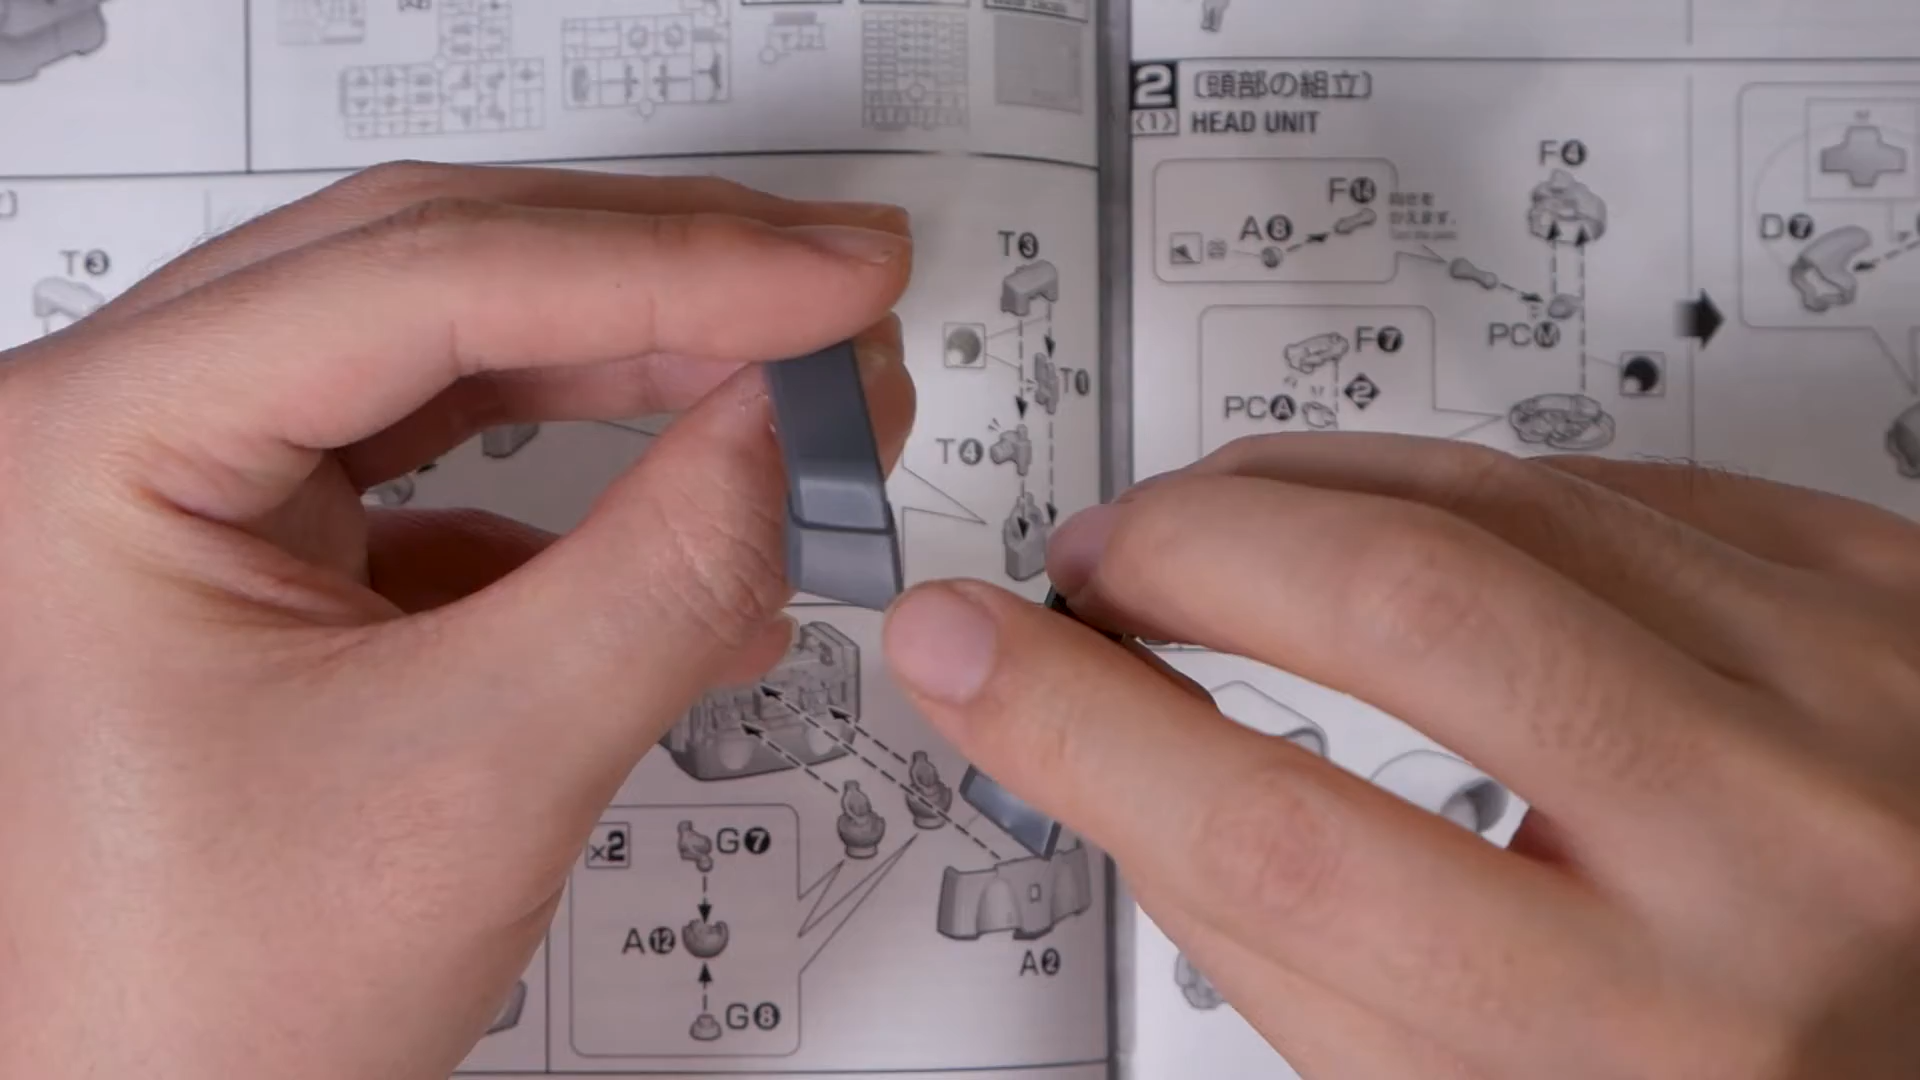 2 〔頭部の組立〕
〈1〉 HEAD UNIT
F4
F14
A8
PCM
F7
2
PCA
D7
T3
T3
T1
T4
×2
G7
A12
G8
A2